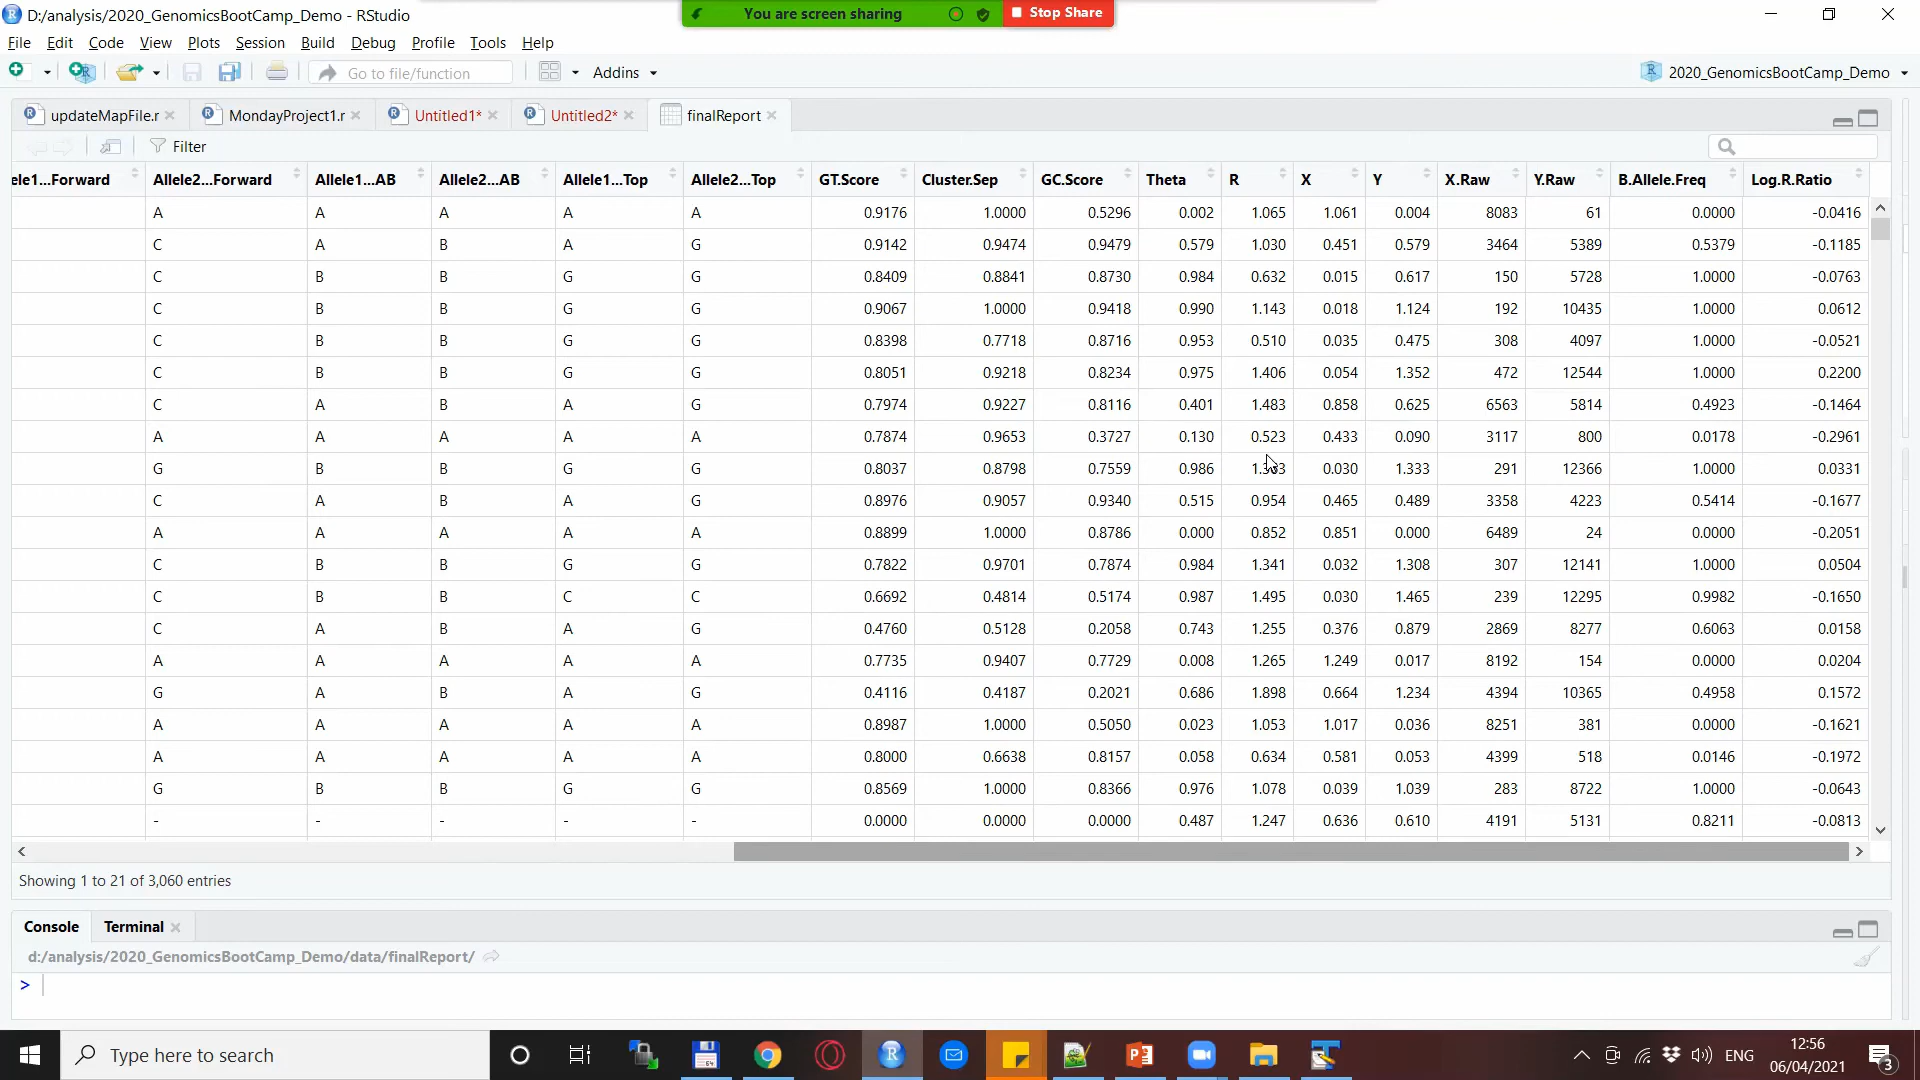 D:/analysis/2020_GenomicsBootCamp_Demo - RStudio
You are screen sharing
Stop Share
File Edit Code View Plots Session Build Debug Profile Tools Help
Go to file/function
Addins
2020_GenomicsBootCamp_Demo
updateMapFile.r MondayProject1.r Untitled1* Untitled2* finalReport
Filter
ele1...Forward Allele2...Forward Allele1...AB Allele2...AB Allele1...Top Allele2...Top GT.Score Cluster.Sep GC.Score Theta R X Y X.Raw Y.Raw B.Allele.Freq Log.R.Ratio
A A A A A 0.9176 1.0000 0.5296 0.002 1.065 1.061 0.004 8083 61 0.0000 -0.0416
C A B A G 0.9142 0.9474 0.9479 0.579 1.030 0.451 0.579 3464 5389 0.5379 -0.1185
C B B G G 0.8409 0.8841 0.8730 0.984 0.632 0.015 0.617 150 5728 1.0000 -0.0763
C B B G G 0.9067 1.0000 0.9418 0.990 1.143 0.018 1.124 192 10435 1.0000 0.0612
C B B G G 0.8398 0.7718 0.8716 0.953 0.510 0.035 0.475 308 4097 1.0000 -0.0521
C B B G G 0.8051 0.9218 0.8234 0.975 1.406 0.054 1.352 472 12544 1.0000 0.2200
C A B A G 0.7974 0.9227 0.8116 0.401 1.483 0.858 0.625 6563 5814 0.4923 -0.1464
A A A A A 0.7874 0.9653 0.3727 0.130 0.523 0.433 0.090 3117 800 0.0178 -0.2961
G B B G G 0.8037 0.8798 0.7559 0.986 0.030 1.333 291 12366 1.0000 0.0331
C A B A G 0.8976 0.9057 0.9340 0.515 0.954 0.465 0.489 3358 4223 0.5414 -0.1677
A A A A A 0.8899 1.0000 0.8786 0.000 0.852 0.851 0.000 6489 24 0.0000 -0.2051
C B B G G 0.7822 0.9701 0.7874 0.984 1.341 0.032 1.308 307 12141 1.0000 0.0504
C B B C C 0.6692 0.4814 0.5174 0.987 1.495 0.030 1.465 239 12295 0.9982 -0.1650
C A B A G 0.4760 0.5128 0.2058 0.743 1.255 0.376 0.879 2869 8277 0.6063 0.0158
A A A A A 0.7735 0.9407 0.7729 0.008 1.265 1.249 0.017 8192 154 0.0000 0.0204
G A B A G 0.4116 0.4187 0.2021 0.686 1.898 0.664 1.234 4394 10365 0.4958 0.1572
A A A A A 0.8987 1.0000 0.5050 0.023 1.053 1.017 0.036 8251 381 0.0000 -0.1621
A A A A A 0.8000 0.6638 0.8157 0.058 0.634 0.581 0.053 4399 518 0.0146 -0.1972
G B B G G 0.8569 1.0000 0.8366 0.976 1.078 0.039 1.039 283 8722 1.0000 -0.0643
- - - - - 0.0000 0.0000 0.0000 0.487 1.247 0.636 0.610 4191 5131 0.8211 -0.0813
Showing 1 to 21 of 3,060 entries
Console Terminal
d:/analysis/2020_GenomicsBootCamp_Demo/data/finalReport/
>
Type here to search
ENG
12:56
06/04/2021
3